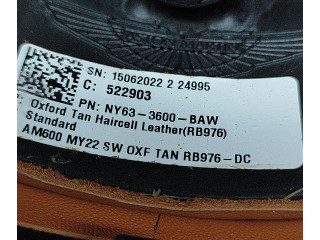 SN: 15062022 2 24995
C: 522903
PN: NY63-3600-BAW
Oxford Tan Haircell Leather(RB976)
Standard
AM600 MY22 SW OXF TAN RB976-DC